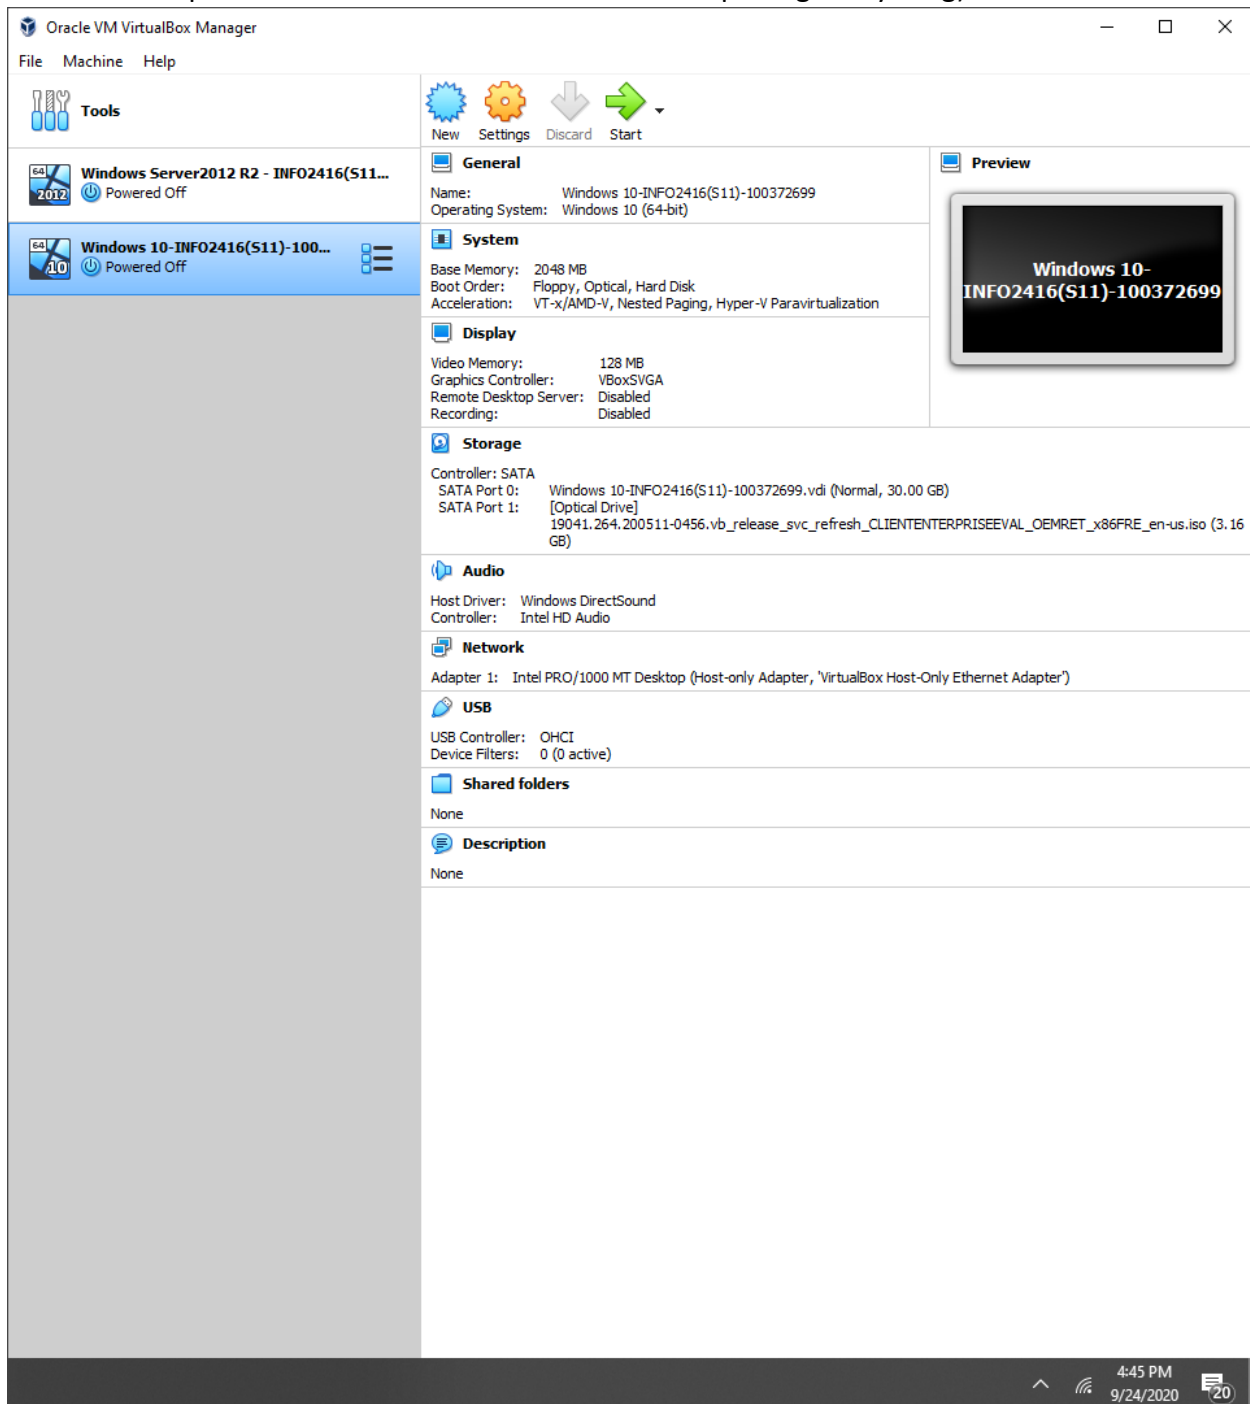 Oracle VM VirtualBox Manager
File Machine Help
Tools
New Settings Discard Start
Windows Server2012 R2 - INFO2416(S11...
Powered Off
64
2012
Windows 10-INFO2416(S11)-100...
Powered Off
64
10
General
Name: Windows 10-INFO2416(S11)-100372699
Operating System: Windows 10 (64-bit)
Preview
Windows 10-
INFO2416(S11)-100372699
System
Base Memory: 2048 MB
Boot Order: Floppy, Optical, Hard Disk
Acceleration: VT-x/AMD-V, Nested Paging, Hyper-V Paravirtualization
Display
Video Memory: 128 MB
Graphics Controller: VBoxSVGA
Remote Desktop Server: Disabled
Recording: Disabled
Storage
Controller: SATA
SATA Port 0: Windows 10-INFO2416(S11)-100372699.vdi (Normal, 30.00 GB)
SATA Port 1: [Optical Drive]
19041.264.200511-0456.vb_release_svc_refresh_CLIENTENTERPRISEEVAL_OEMRET_x86FRE_en-us.iso (3.16
GB)
Audio
Host Driver: Windows DirectSound
Controller: Intel HD Audio
Network
Adapter 1: Intel PRO/1000 MT Desktop (Host-only Adapter, 'VirtualBox Host-Only Ethernet Adapter')
USB
USB Controller: OHCI
Device Filters: 0 (0 active)
Shared folders
None
Description
None
4:45 PM
9/24/2020
20